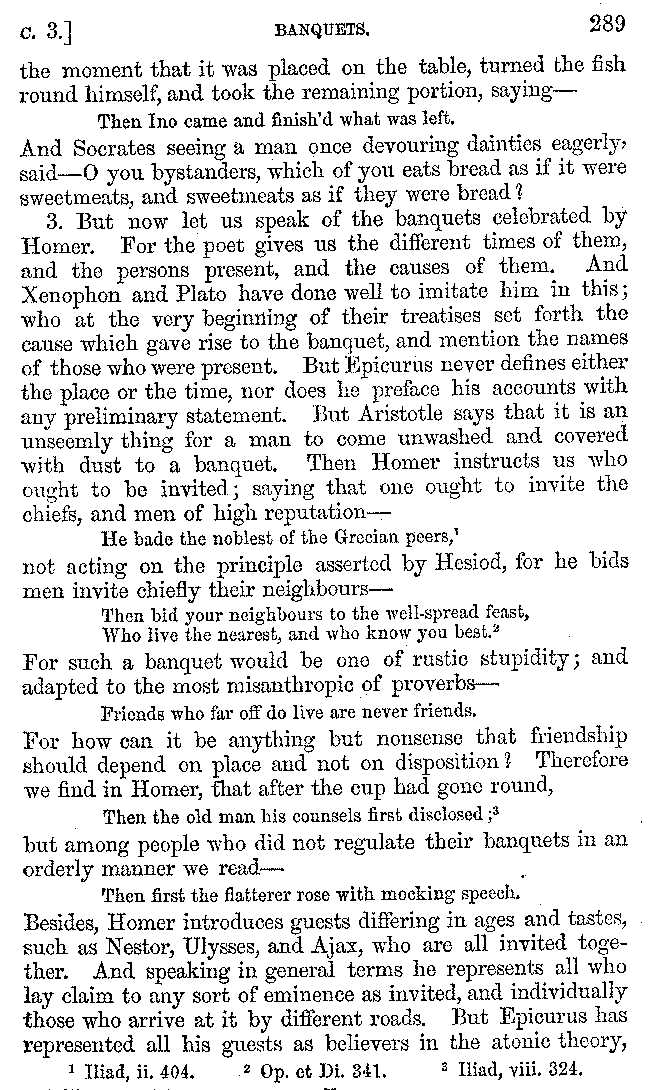 C. 3.] BANQUETS. 289
the moment that it was placed on the table, turned the fish
round himself, and took the remaining portion, saying—
Then Ino came and finish'd what was left.
And Socrates seeing a man once devouring dainties eagerly,
said—O you bystanders, which of you eats bread as if it were
sweetmeats, and sweetmeats as if they were bread?
3. But now let us speak of the banquets celebrated by
Homer. For the poet gives us the different times of them,
and the persons present, and the causes of them. And
Xenophon and Plato have done well to imitate him in this;
who at the very beginning of their treatises set forth the
cause which gave rise to the banquet, and mention the names
of those who were present. But Epicurus never defines either
the place or the time, nor does he preface his accounts with
any preliminary statement. But Aristotle says that it is an
unseemly thing for a man to come unwashed and covered
with dust to a banquet. Then Homer instructs us who
ought to be invited; saying that one ought to invite the
chiefs, and men of high reputation—
He bade the noblest of the Grecian peers,¹
not acting on the principle asserted by Hesiod, for he bids
men invite chiefly their neighbours—
Then bid your neighbours to the well-spread feast,
Who live the nearest, and who know you best.²
For such a banquet would be one of rustic stupidity; and
adapted to the most misanthropic of proverbs—
Friends who far off do live are never friends.
For how can it be anything but nonsense that friendship
should depend on place and not on disposition? Therefore
we find in Homer, that after the cup had gone round,
Then the old man his counsels first disclosed;³
but among people who did not regulate their banquets in an
orderly manner we read—
Then first the flatterer rose with mocking speech.
Besides, Homer introduces guests differing in ages and tastes,
such as Nestor, Ulysses, and Ajax, who are all invited toge-
ther. And speaking in general terms he represents all who
lay claim to any sort of eminence as invited, and individually
those who arrive at it by different roads. But Epicurus has
represented all his guests as believers in the atomic theory,
¹ Iliad, ii. 404. ² Op. et Di. 341. ³ Iliad, viii. 324.